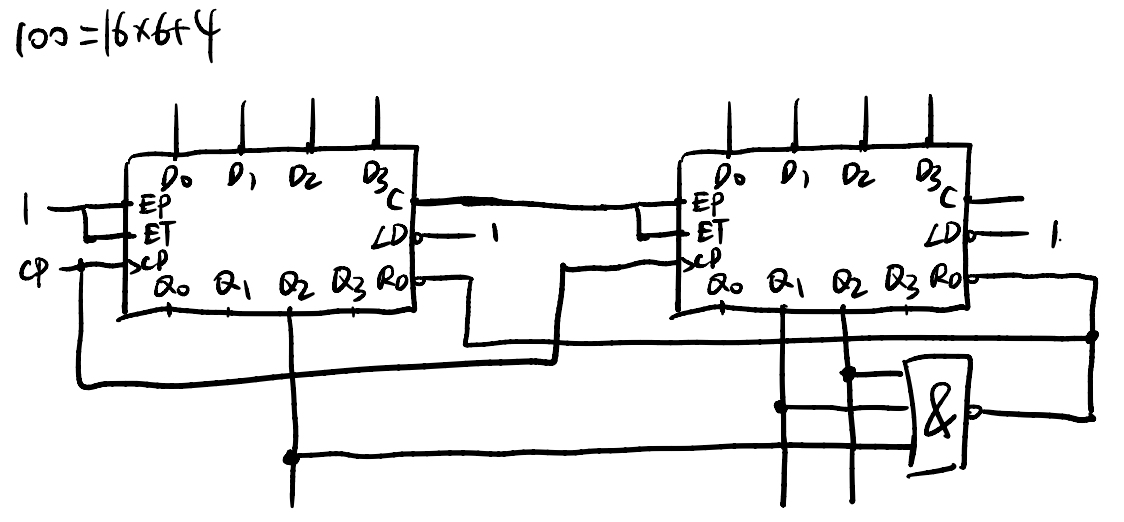 100=16×6+4
D0 D1 D2 D3
D0 D1 D2 D3
1 EP C EP C
ET LD 1 ET LD 1.
CP CP R0 CP R0
Q0 Q1 Q2 Q3
Q0 Q1 Q2 Q3
&